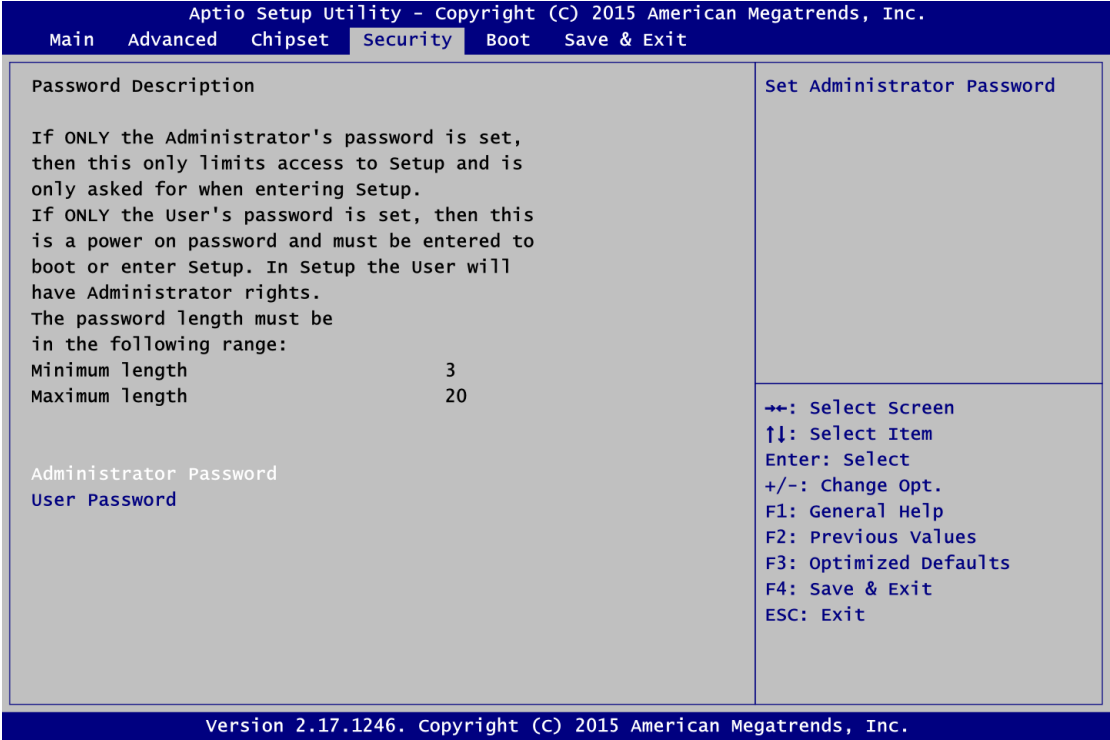 Aptio Setup Utility – Copyright (C) 2015 American Megatrends, Inc.
Main Advanced Chipset Security Boot Save & Exit
Password Description
If ONLY the Administrator's password is set,
then this only limits access to Setup and is
only asked for when entering Setup.
If ONLY the User's password is set, then this
is a power on password and must be entered to
boot or enter Setup. In Setup the User will
have Administrator rights.
The password length must be
in the following range:
Minimum length 3
Maximum length 20
Administrator Password
User Password
Set Administrator Password
→←: Select Screen
↑↓: Select Item
Enter: Select
+/-: Change Opt.
F1: General Help
F2: Previous Values
F3: Optimized Defaults
F4: Save & Exit
ESC: Exit
Version 2.17.1246. Copyright (C) 2015 American Megatrends, Inc.